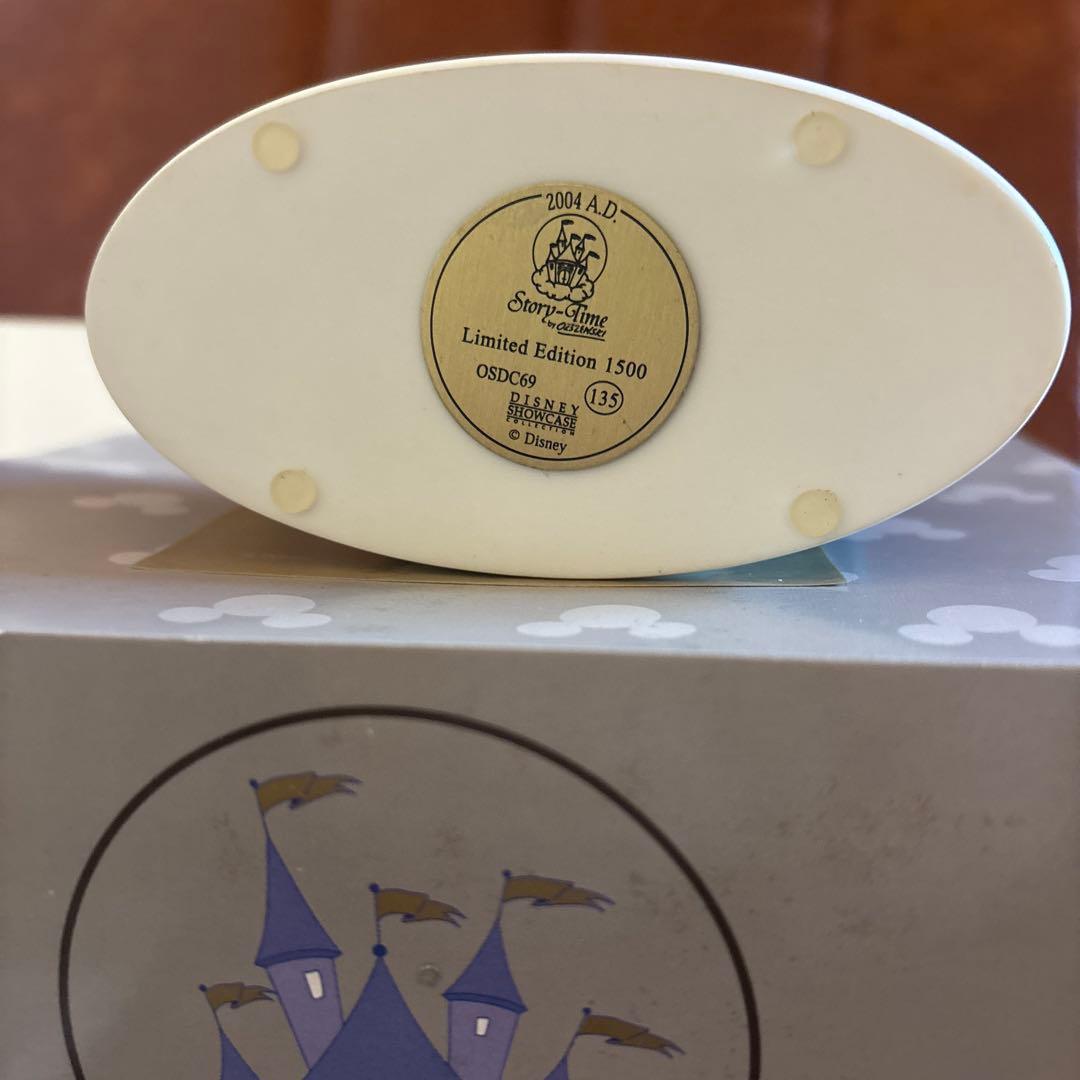 2004 A.D.
Story-Time
by OLSZEWSKI
Limited Edition 1500
OSDC69
135
DISNEY
SHOWCASE
COLLECTION
© Disney